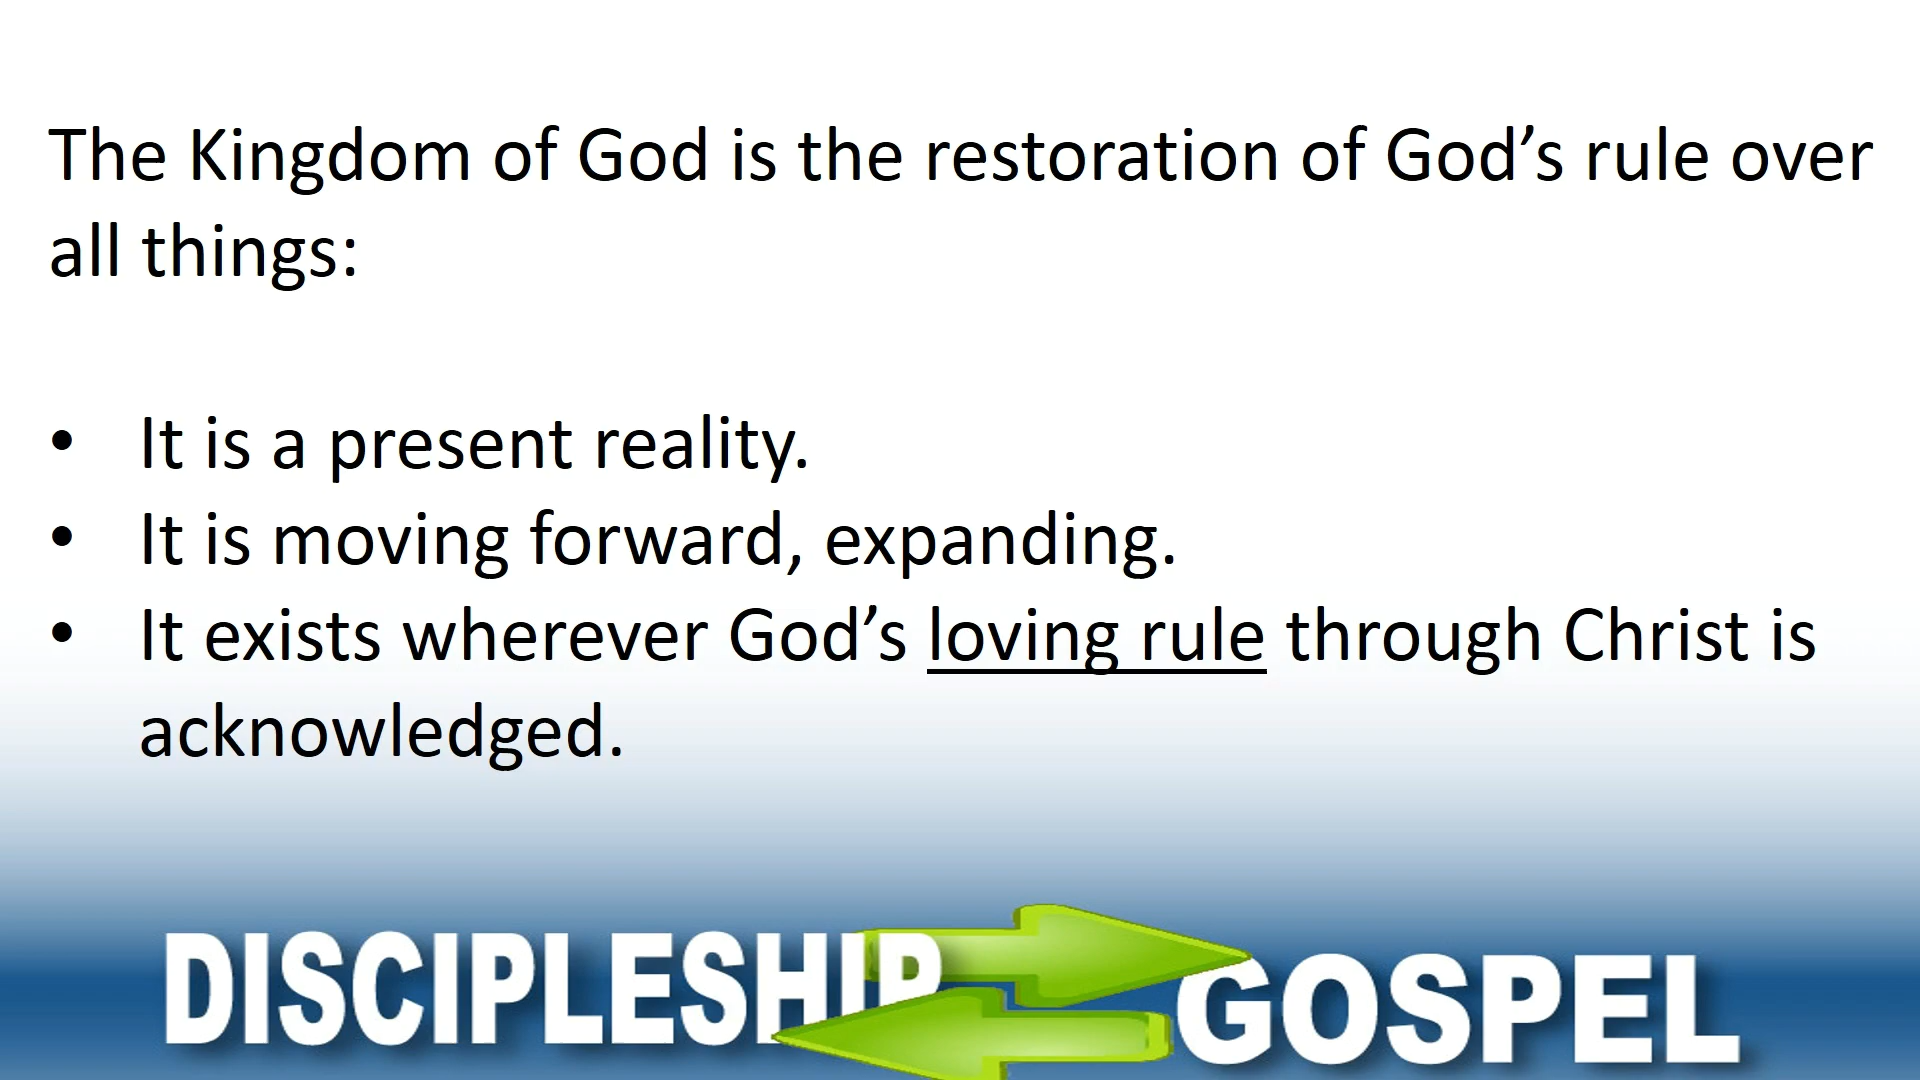 The Kingdom of God is the restoration of God’s rule over
all things:
• It is a present reality.
• It is moving forward, expanding.
• It exists wherever God’s loving rule through Christ is
acknowledged.
DISCIPLESHIP
GOSPEL